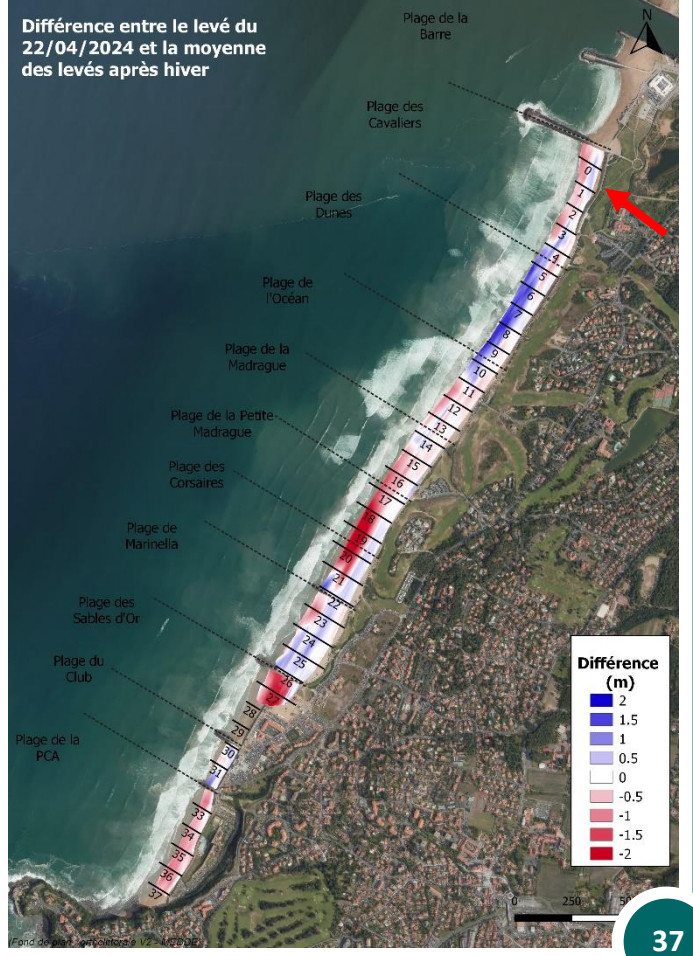 Différence entre le levé du
22/04/2024 et la moyenne
des levés après hiver
Plage de la
Barre
N
Plage des
Cavaliers
Plage des
Dunes
Plage de
l'Océan
Plage de la
Madrague
Plage de la Petite
Madrague
Plage des
Corsaires
Plage de
Marinella
Plage des
Sables d'Or
Plage du
Club
Plage de la
PCA
0
1
2
3
4
5
6
7
8
9
10
11
12
13
14
15
16
17
18
19
20
21
22
23
24
25
26
27
28
29
30
31
33
34
35
36
37
Différence
(m)
2
1.5
1
0.5
0
-0.5
-1
-1.5
-2
0 250
37
(Fond de plan